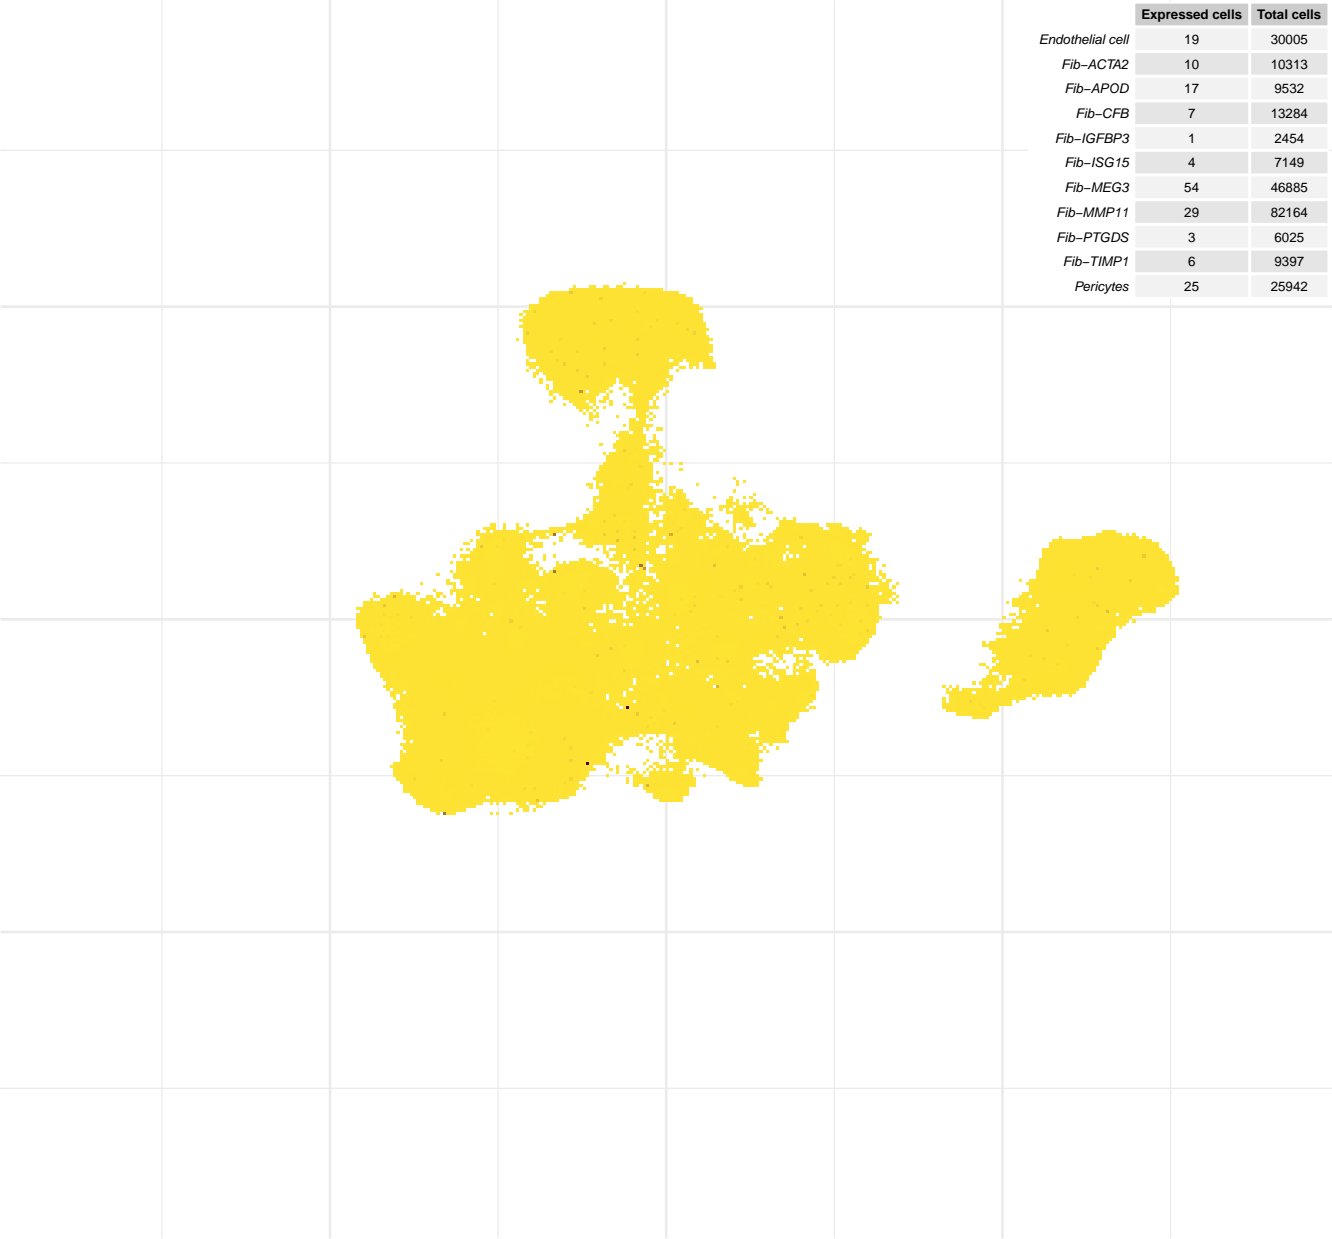 Expressed cells Total cells
Endothelial cell 19 30005
Fib−ACTA2 10 10313
Fib−APOD 17 9532
Fib−CFB 7 13284
Fib−IGFBP3 1 2454
Fib−ISG15 4 7149
Fib−MEG3 54 46885
Fib−MMP11 29 82164
Fib−PTGDS 3 6025
Fib−TIMP1 6 9397
Pericytes 25 25942